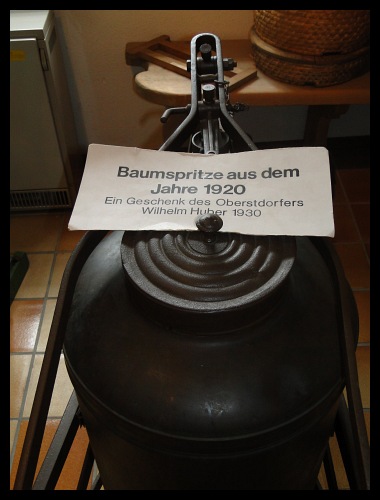 Baumspritze aus dem
Jahre 1920
Ein Geschenk des Oberstdorfers
Wilhelm Huber 1930